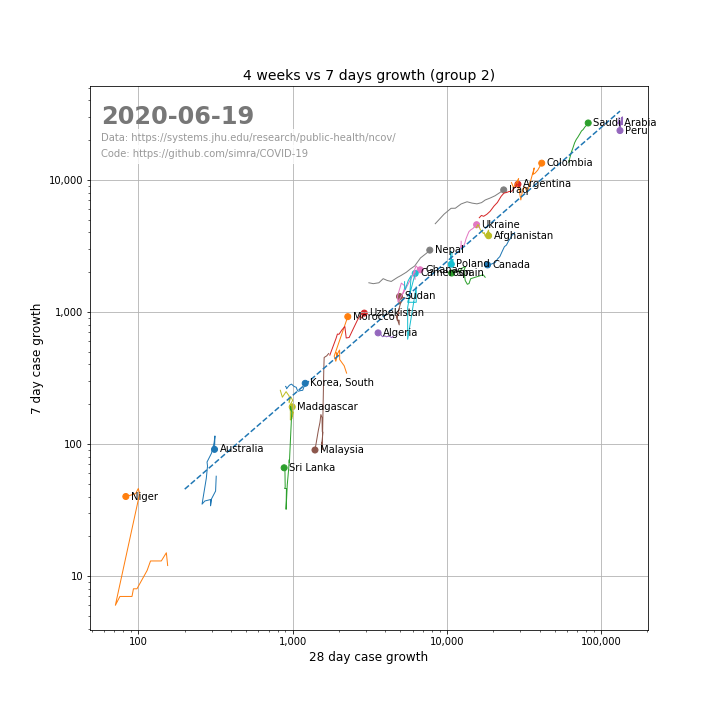 4 weeks vs 7 days growth (group 2)
2020-06-19
Data: https://systems.jhu.edu/research/public-health/ncov/
Code: https://github.com/simra/COVID-19
Saudi Arabia
Peru
Colombia
10,000
Argentina
Iraq
Ukraine
Afghanistan
Nepal
Poland
Canada
Ghana
Cameroon
Spain
Sudan
1,000
Uzbekistan
Morocco
Algeria
Korea, South
Madagascar
100
Australia
Malaysia
Sri Lanka
Niger
10
100
1,000
10,000
100,000
28 day case growth
7 day case growth